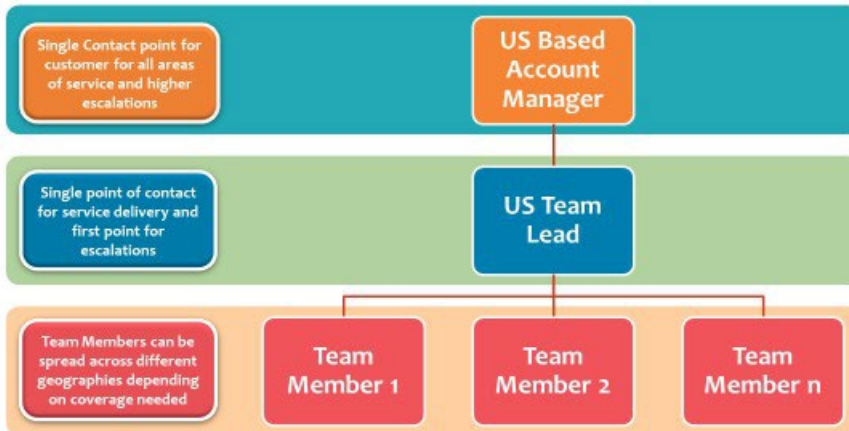 Single Contact point for
customer for all areas
of service and higher
escalations
US Based
Account
Manager
Single point of contact
for service delivery and
first point for
escalations
US Team
Lead
Team Members can be
spread across different
geographies depending
on coverage needed
Team
Member 1
Team
Member 2
Team
Member n